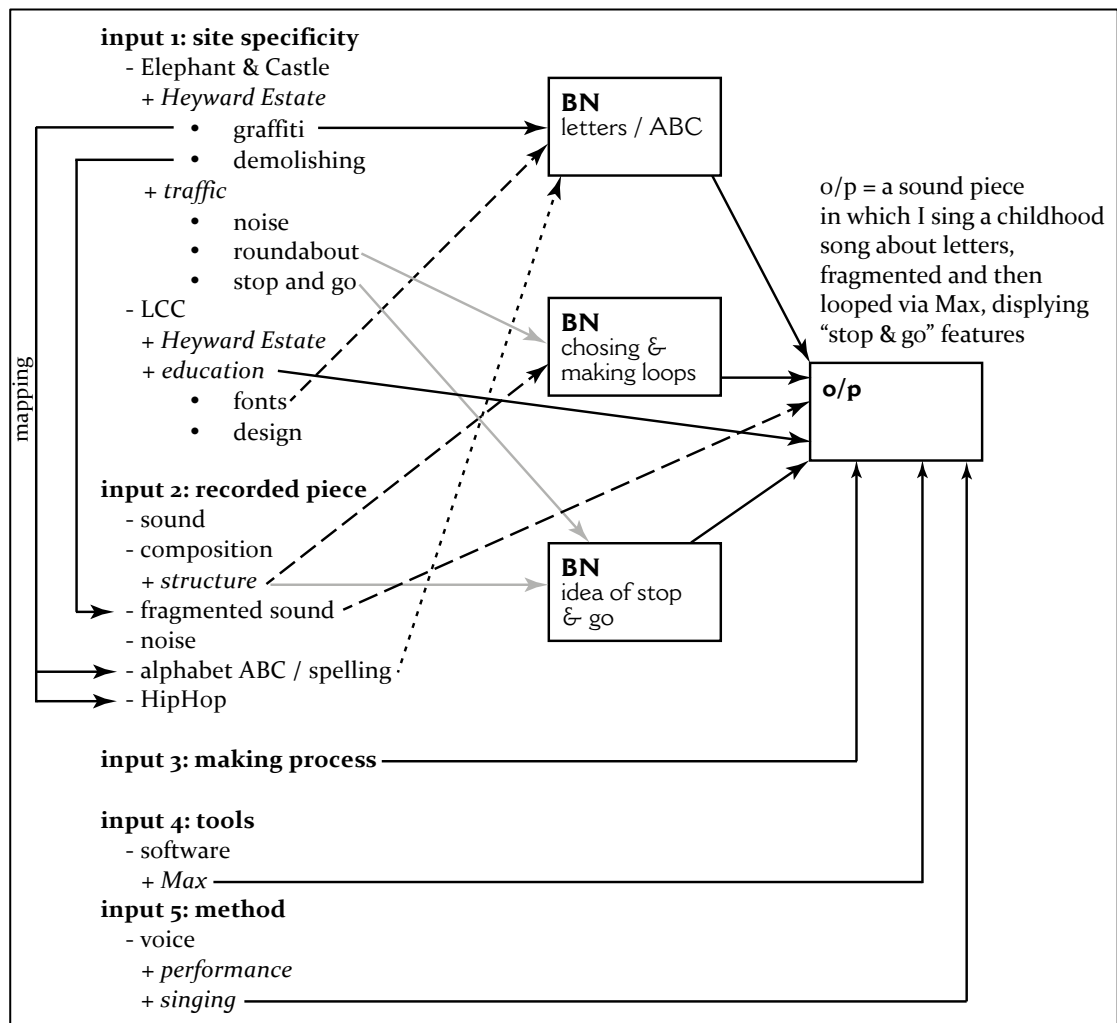 input 1: site specificity
- Elephant & Castle
+ Heyward Estate
• graffiti
• demolishing
+ traffic
• noise
• roundabout
• stop and go
- LCC
+ Heyward Estate
+ education
• fonts
• design
mapping
input 2: recorded piece
- sound
- composition
+ structure
- fragmented sound
- noise
- alphabet ABC / spelling
- HipHop
input 3: making process
input 4: tools
- software
+ Max
input 5: method
- voice
+ performance
+ singing
BN
letters / ABC
BN
chosing &
making loops
BN
idea of stop
& go
o/p = a sound piece
in which I sing a childhood
song about letters,
fragmented and then
looped via Max, displying
“stop & go” features
o/p